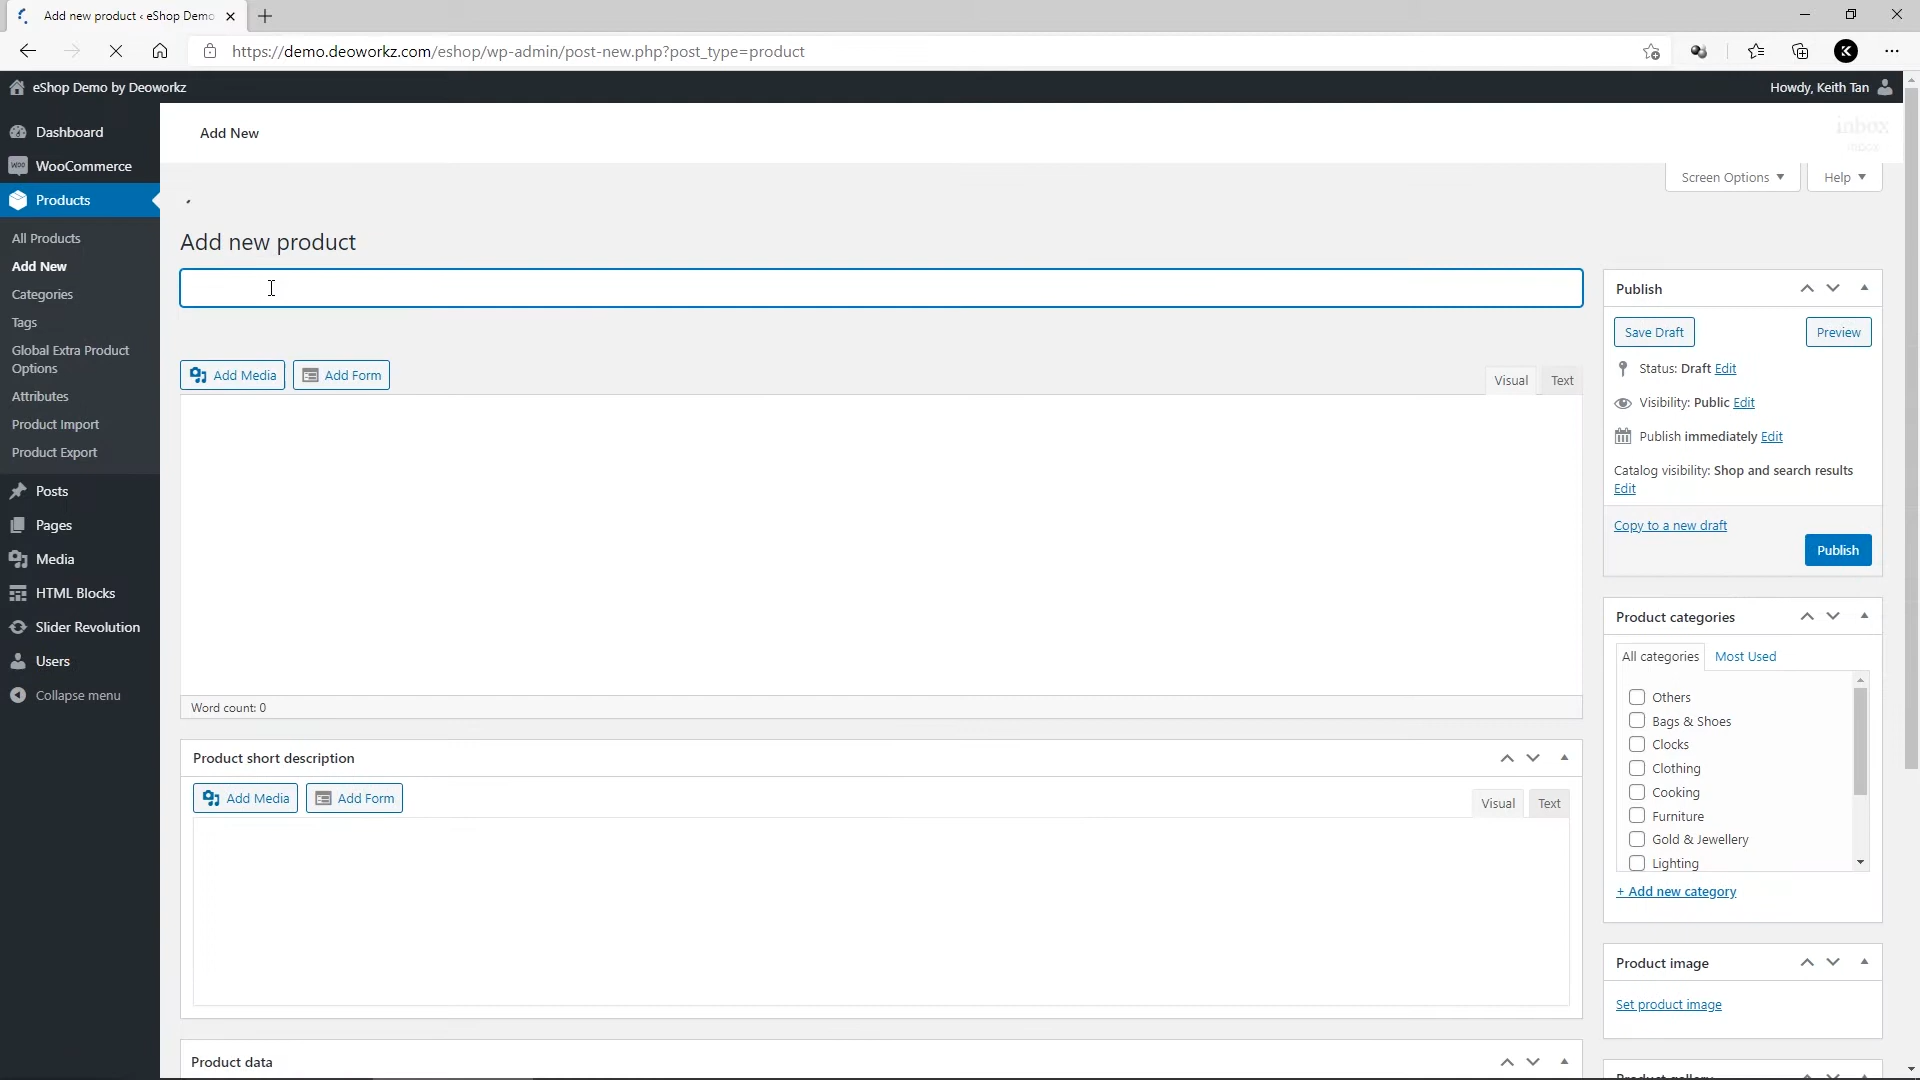 Add new product ‹ eShop Demo
https://demo.deoworkz.com/eshop/wp-admin/post-new.php?post_type=product
K
eShop Demo by Deoworkz
Howdy, Keith Tan
Dashboard
WooCommerce
Products
All Products
Add New
Categories
Tags
Global Extra Product
Options
Attributes
Product Import
Product Export
Posts
Pages
Media
HTML Blocks
Slider Revolution
Users
Collapse menu
Add New
inbox
Inbox
Screen Options
Help
Add new product
Add Media
Add Form
Visual
Text
Word count: 0
Product short description
Add Media
Add Form
Visual
Text
Product data
Publish
Save Draft
Preview
Status: Draft Edit
Visibility: Public Edit
Publish immediately Edit
Catalog visibility: Shop and search results
Edit
Copy to a new draft
Publish
Product categories
All categories
Most Used
Others
Bags & Shoes
Clocks
Clothing
Cooking
Furniture
Gold & Jewellery
Lighting
+ Add new category
Product image
Set product image
Product gallery